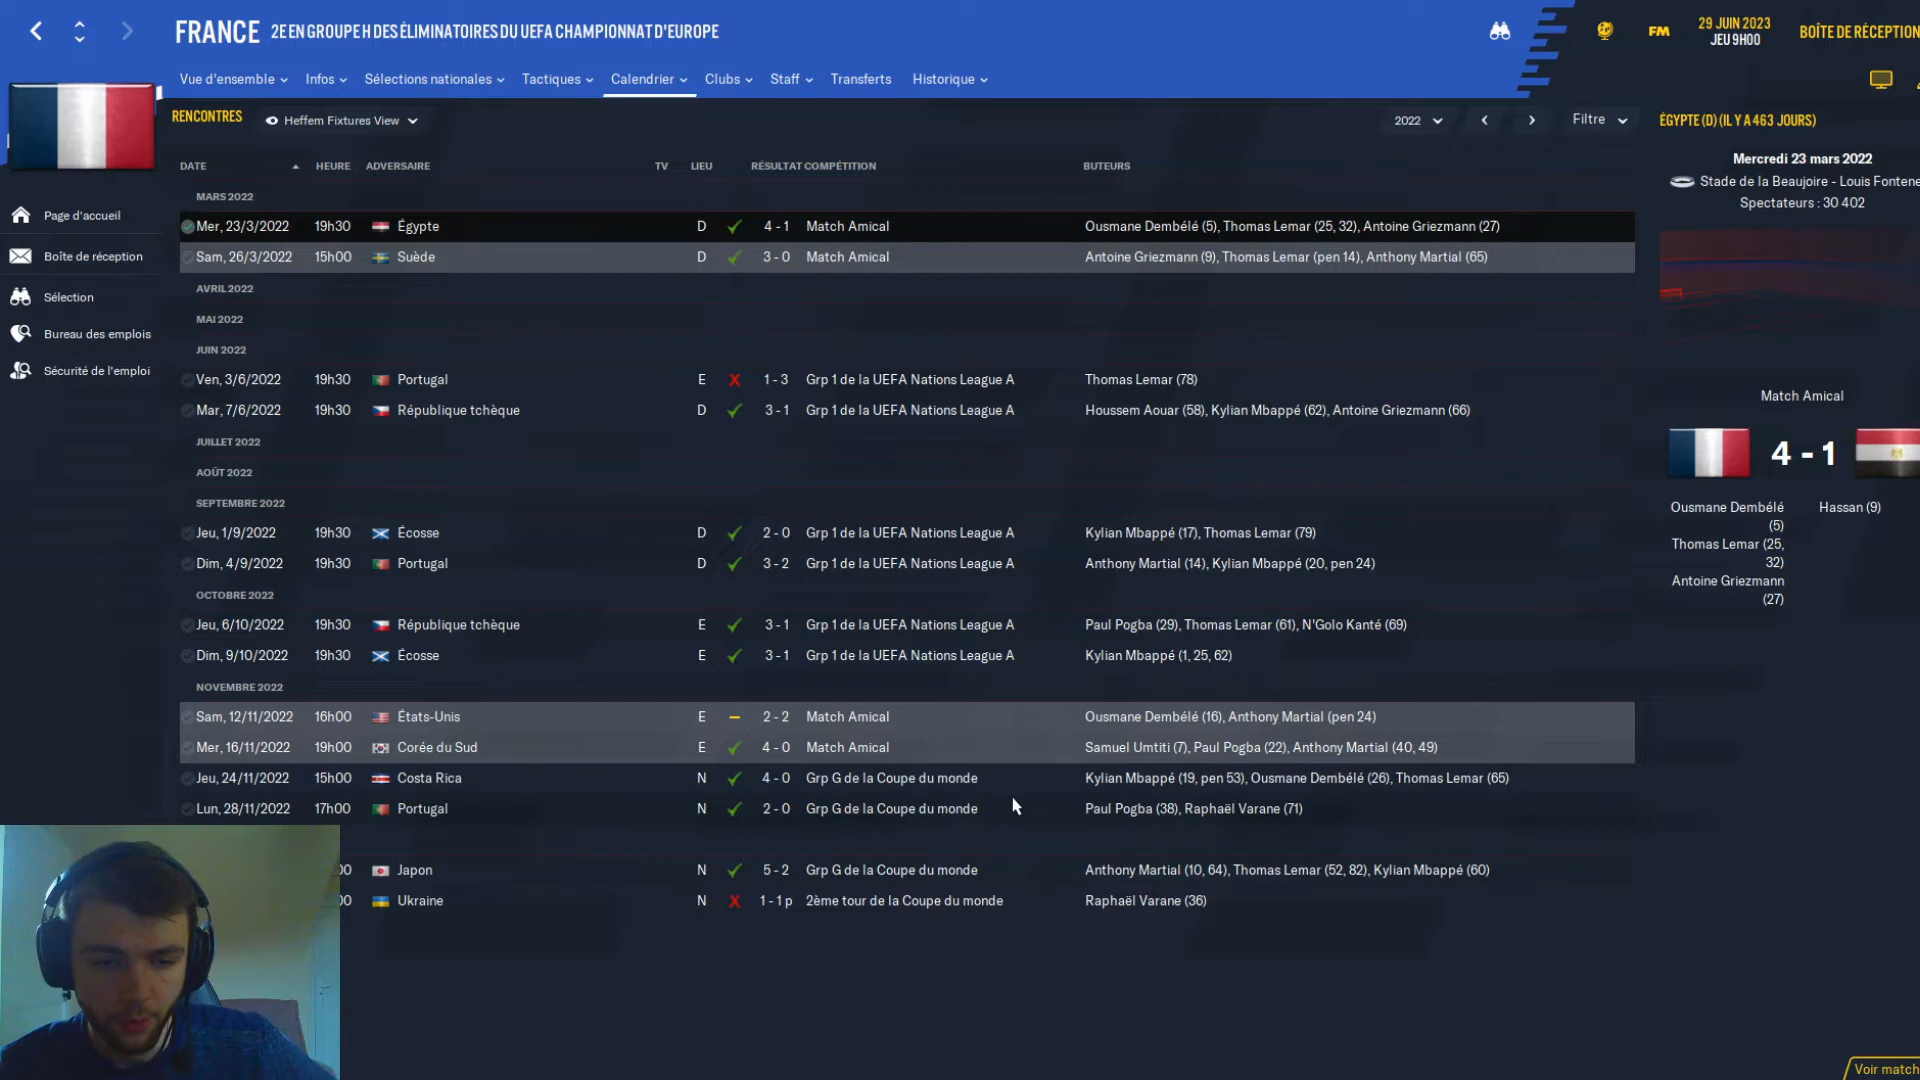 FRANCE 2E EN GROUPE H DES ÉLIMINATOIRES DU UEFA CHAMPIONNAT D'EUROPE
FM
29 JUIN 2023
JEU 9H00
BOÎTE DE RÉCEPTION
Vue d'ensemble Infos Sélections nationales Tactiques Calendrier Clubs Staff Transferts Historique
RENCONTRES Heffem Fixtures View 2022 Filtre
DATE HEURE ADVERSAIRE TV LIEU RÉSULTAT COMPÉTITION BUTEURS
MARS 2022
Mer, 23/3/2022 19h30 Égypte D 4 - 1 Match Amical Ousmane Dembélé (5), Thomas Lemar (25, 32), Antoine Griezmann (27)
Sam, 26/3/2022 15h00 Suède D 3 - 0 Match Amical Antoine Griezmann (9), Thomas Lemar (pen 14), Anthony Martial (65)
AVRIL 2022
MAI 2022
JUIN 2022
Ven, 3/6/2022 19h30 Portugal E X 1 - 3 Grp 1 de la UEFA Nations League A Thomas Lemar (78)
Mar, 7/6/2022 19h30 République tchèque D 3 - 1 Grp 1 de la UEFA Nations League A Houssem Aouar (58), Kylian Mbappé (62), Antoine Griezmann (66)
JUILLET 2022
AOÛT 2022
SEPTEMBRE 2022
Jeu, 1/9/2022 19h30 Écosse D 2 - 0 Grp 1 de la UEFA Nations League A Kylian Mbappé (17), Thomas Lemar (79)
Dim, 4/9/2022 19h30 Portugal D 3 - 2 Grp 1 de la UEFA Nations League A Anthony Martial (14), Kylian Mbappé (20, pen 24)
OCTOBRE 2022
Jeu, 6/10/2022 19h30 République tchèque E 3 - 1 Grp 1 de la UEFA Nations League A Paul Pogba (29), Thomas Lemar (61), N'Golo Kanté (69)
Dim, 9/10/2022 19h30 Écosse E 3 - 1 Grp 1 de la UEFA Nations League A Kylian Mbappé (1, 25, 62)
NOVEMBRE 2022
Sam, 12/11/2022 16h00 États-Unis E 2 - 2 Match Amical Ousmane Dembélé (16), Anthony Martial (pen 24)
Mer, 16/11/2022 19h00 Corée du Sud E 4 - 0 Match Amical Samuel Umtiti (7), Paul Pogba (22), Anthony Martial (40, 49)
Jeu, 24/11/2022 15h00 Costa Rica N 4 - 0 Grp G de la Coupe du monde Kylian Mbappé (19, pen 53), Ousmane Dembélé (26), Thomas Lemar (65)
Lun, 28/11/2022 17h00 Portugal N 2 - 0 Grp G de la Coupe du monde Paul Pogba (38), Raphaël Varane (71)
00 Japon N 5 - 2 Grp G de la Coupe du monde Anthony Martial (10, 64), Thomas Lemar (52, 82), Kylian Mbappé (60)
00 Ukraine N X 1 - 1 p 2ème tour de la Coupe du monde Raphaël Varane (36)
Page d'accueil
Boîte de réception
Sélection
Bureau des emplois
Sécurité de l'emploi
ÉGYPTE (D) (IL Y A 463 JOURS)
Mercredi 23 mars 2022
Stade de la Beaujoire - Louis Fontene
Spectateurs : 30 402
Match Amical
4 - 1
Ousmane Dembélé
(5)
Thomas Lemar (25,
32)
Antoine Griezmann
(27)
Hassan (9)
Voir match